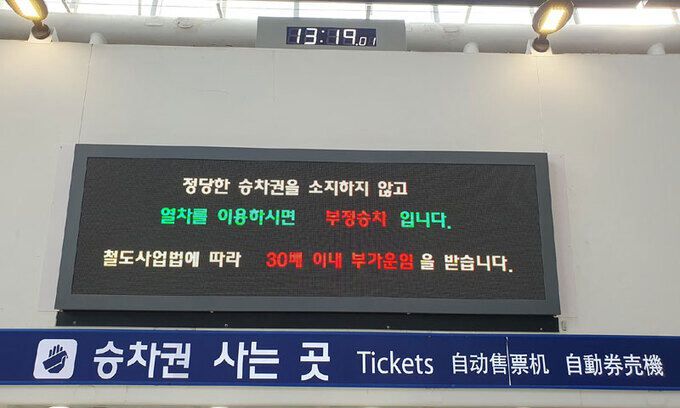 13:19.01
정당한 승차권을 소지하지 않고
열차를 이용하시면 부정승차 입니다.
철도사업법에 따라 30배 이내 부가운임 을 받습니다.
승차권 사는 곳 Tickets 自动售票机 自動券売機